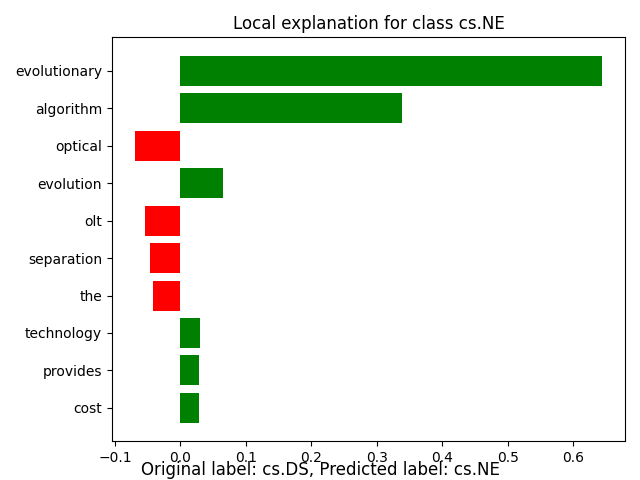 Local explanation for class cs.NE
evolutionary
algorithm
optical
evolution
olt
separation
the
technology
provides
cost
−0.1 0.0 0.1 0.2 0.3 0.4 0.5 0.6
Original label: cs.DS, Predicted label: cs.NE